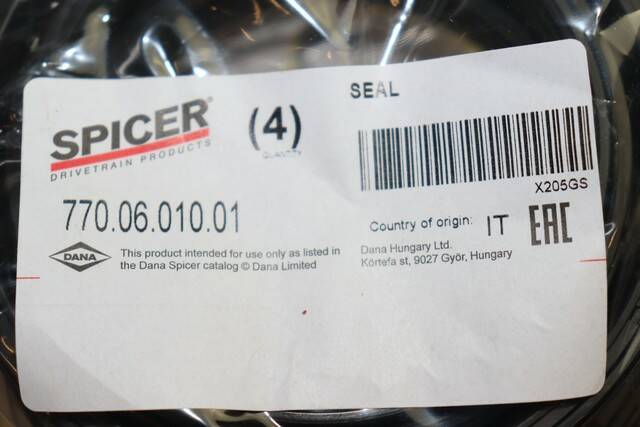 SEAL
SPICER®
DRIVETRAIN PRODUCTS
(4)
QUANTITY
X205GS
770.06.010.01
Country of origin: IT EAC
DANA
This product intended for use only as listed in
the Dana Spicer catalog © Dana Limited
Dana Hungary Ltd.
Körtefa st, 9027 Győr, Hungary